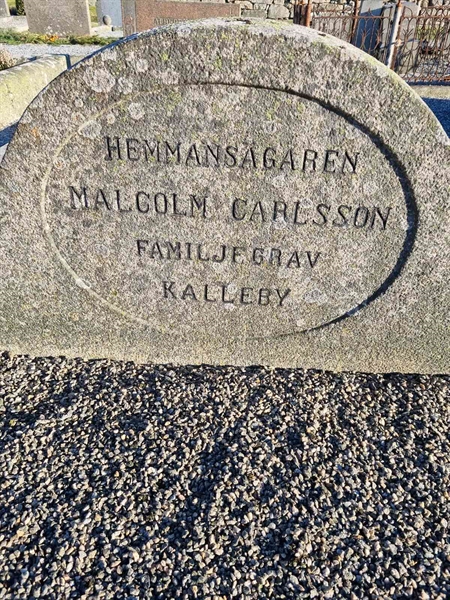 HEMMANSÄGAREN
MALCOLM CARLSSON
FAMILJEGRAV
KALLEBY